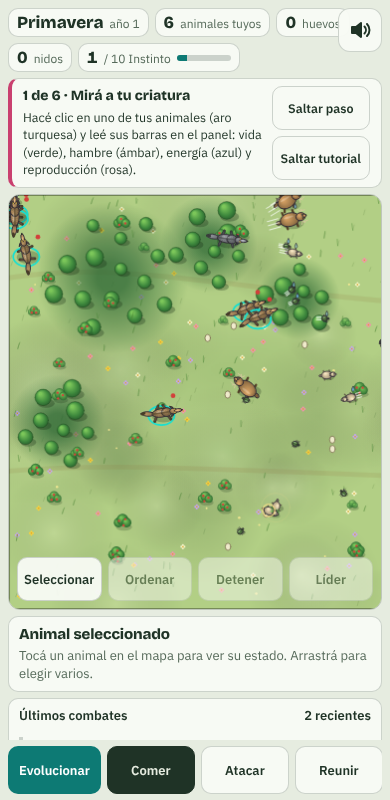 Primavera año 1
6 animales tuyos
0 huevos
0 nidos
1 / 10 Instinto
1 de 6 · Mirá a tu criatura
Hacé clic en uno de tus animales (aro
turquesa) y leé sus barras en el panel: vida
(verde), hambre (ámbar), energía (azul) y
reproducción (rosa).
Saltar paso
Saltar tutorial
Seleccionar
Ordenar
Detener
Líder
Animal seleccionado
Tocá un animal en el mapa para ver su estado. Arrastrá para
elegir varios.
Últimos combates
2 recientes
Evolucionar
Comer
Atacar
Reunir